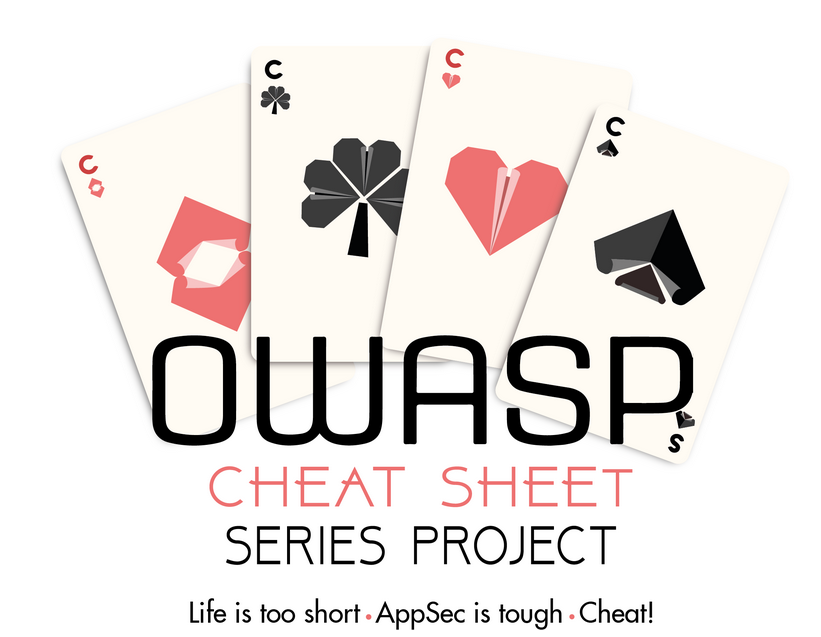 C
C
C
C
OWASP
S
CHEAT SHEET
SERIES PROJECT
Life is too short • AppSec is tough • Cheat!